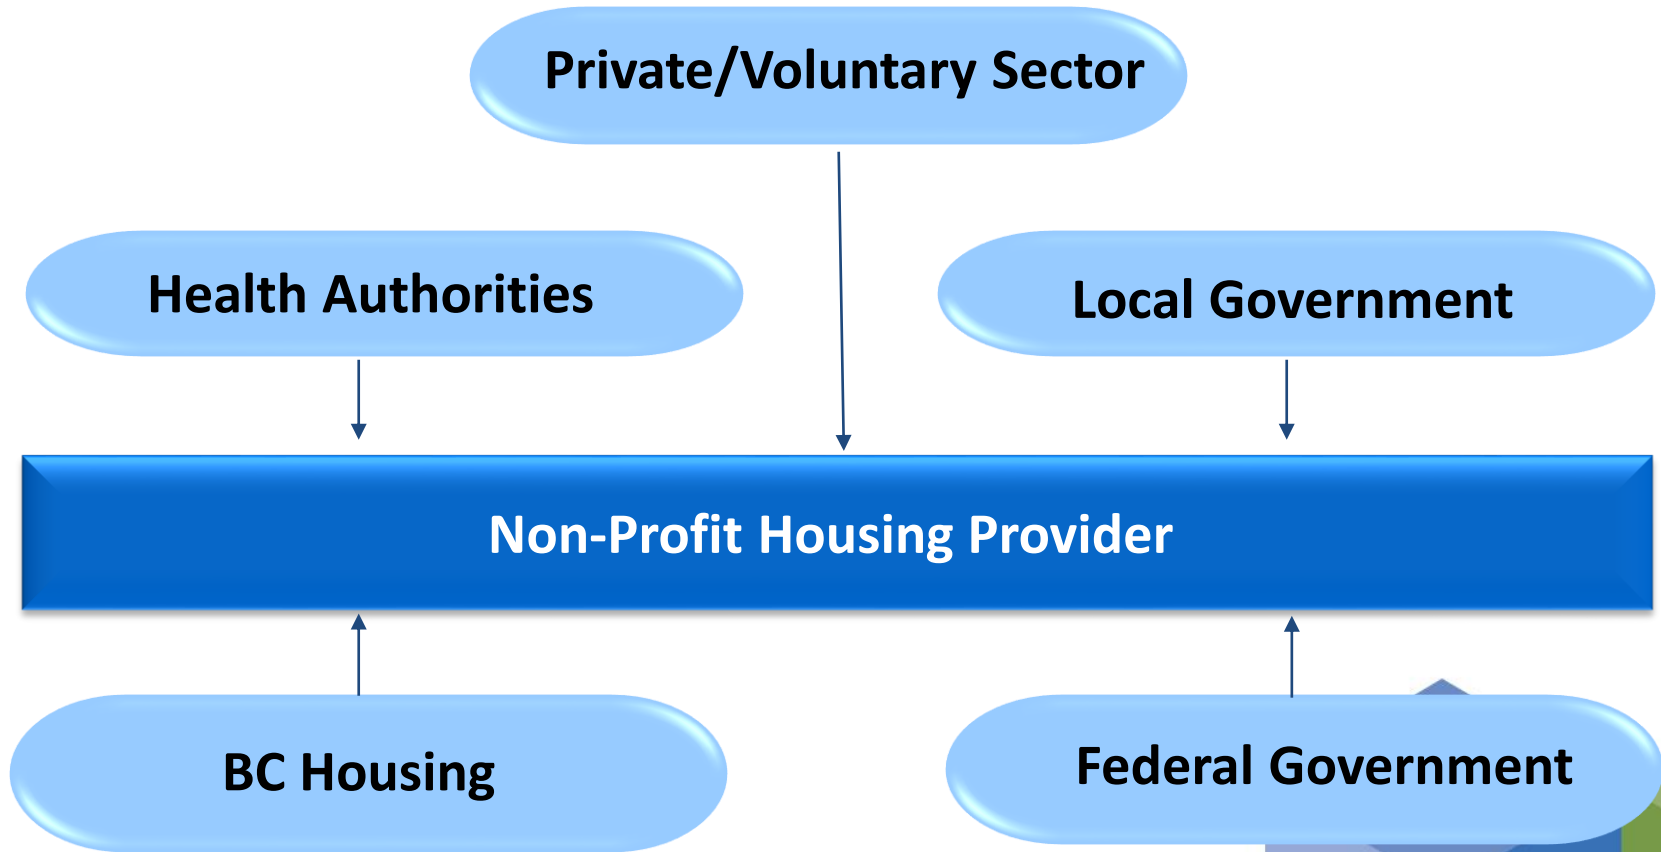 Private/Voluntary Sector
Health Authorities
Local Government
Non-Profit Housing Provider
BC Housing
Federal Government